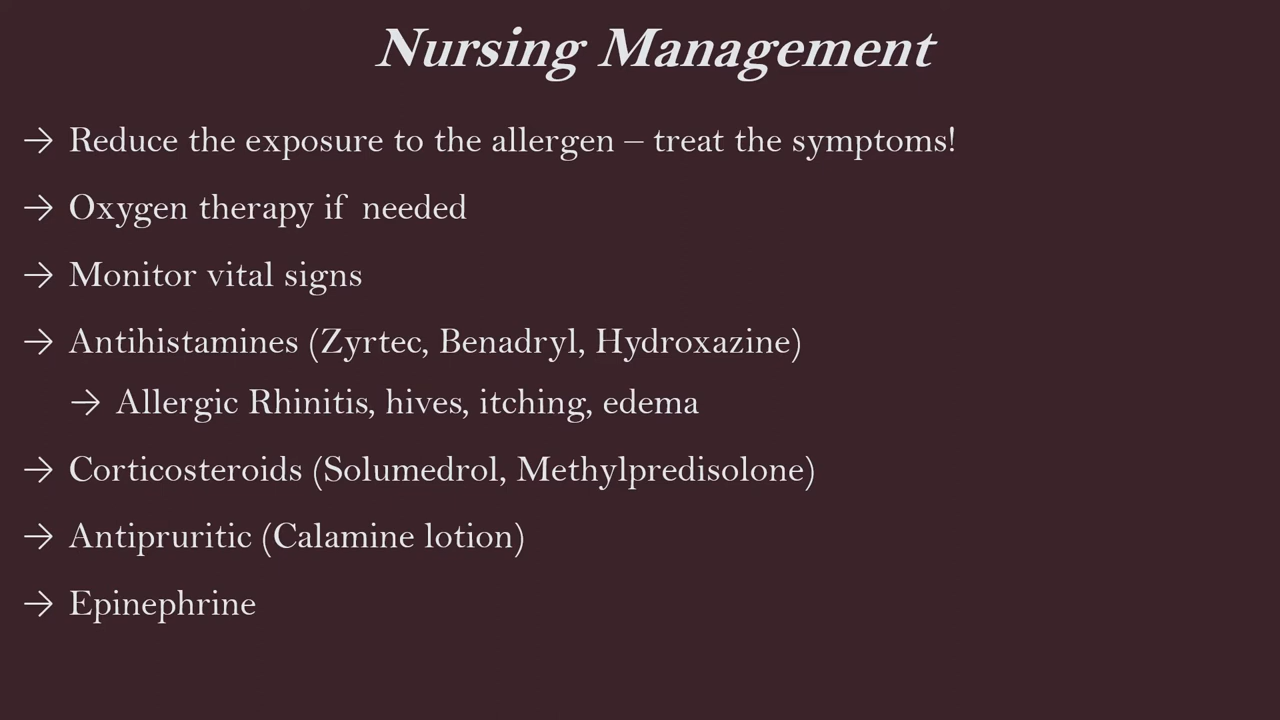 Nursing Management
→ Reduce the exposure to the allergen – treat the symptoms!
→ Oxygen therapy if needed
→ Monitor vital signs
→ Antihistamines (Zyrtec, Benadryl, Hydroxazine)
→ Allergic Rhinitis, hives, itching, edema
→ Corticosteroids (Solumedrol, Methylpredisolone)
→ Antipruritic (Calamine lotion)
→ Epinephrine